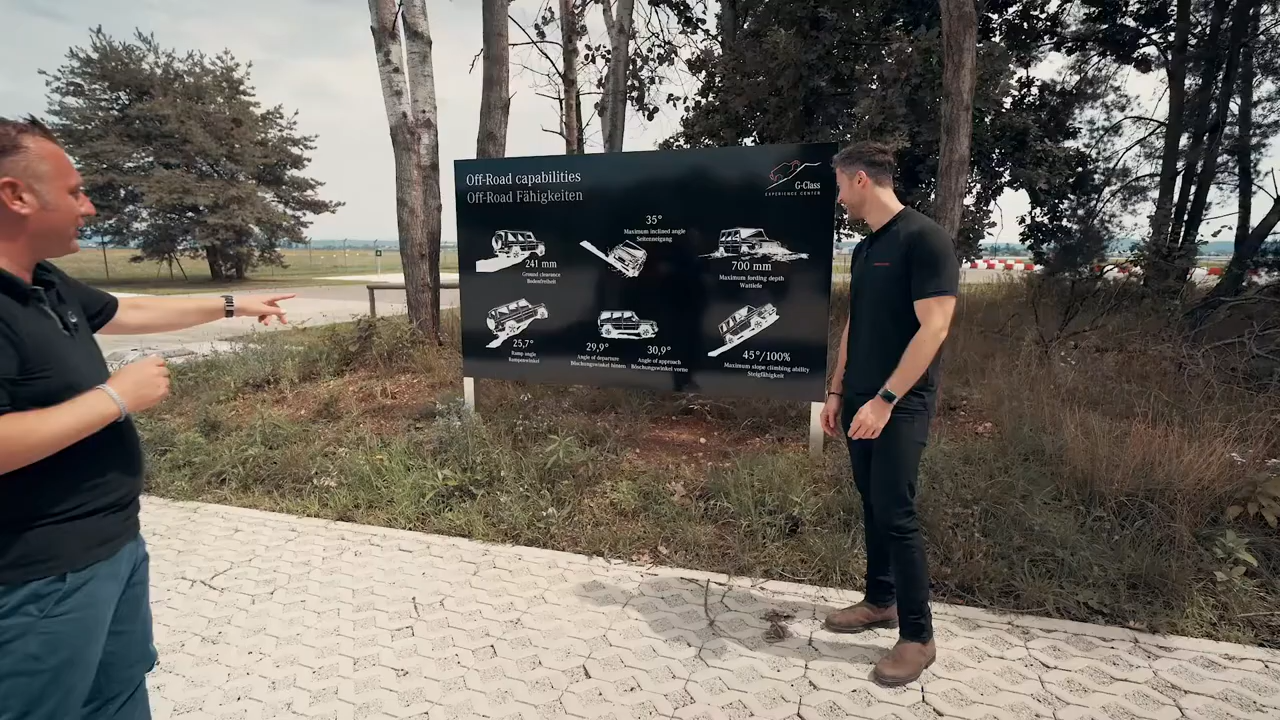 Off-Road capabilities
Off-Road Fähigkeiten
G-Class
EXPERIENCE CENTER
241 mm
Ground clearance
Bodenfreiheit
35°
Maximum inclined angle
Seitenneigung
700 mm
Maximum fording depth
Wattiefe
25,7°
Ramp angle
Rampenwinkel
29,9°
Angle of departure
Böschungswinkel hinten
30,9°
Angle of approach
Böschungswinkel vorne
45°/100%
Maximum slope climbing ability
Steigfähigkeit